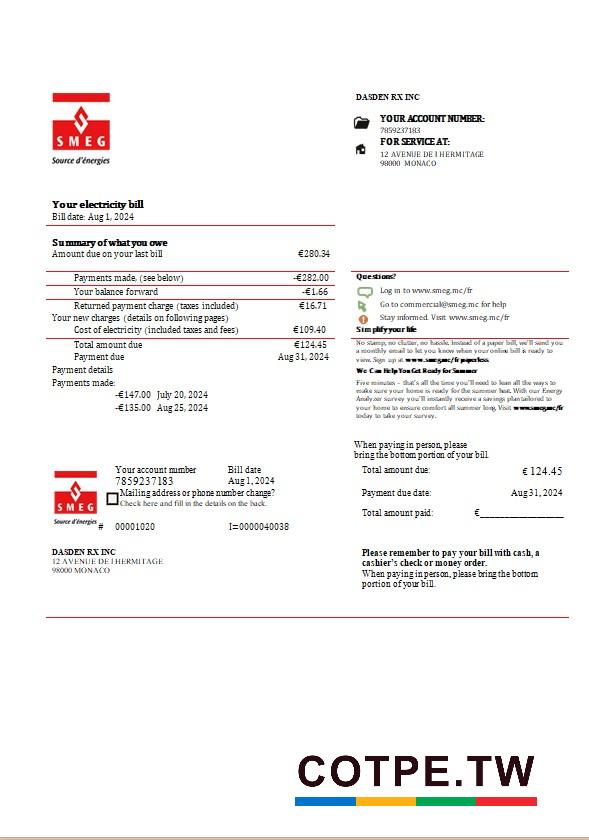 SMEG
Source d'énergies
DASDEN RX INC
YOUR ACCOUNT NUMBER:
7859237183
FOR SERVICE AT:
12 AVENUE DE l HERMITAGE
98000 MONACO
Your electricity bill
Bill date: Aug 1, 2024
Summary of what you owe
Amount due on your last bill €280.34
Payments made, (see below) -€282.00
Your balance forward -€1.66
Returned payment charge (taxes included) €16.71
Your new charges (details on following pages)
Cost of electricity (included taxes and fees) €109.40
Total amount due €124.45
Payment due Aug 31, 2024
Payment details
Payments made:
-€147.00 July 20, 2024
-€135.00 Aug 25, 2024
Questions?
Log in to www.smeg.mc/fr
Go to commercial@smeg.mc for help
Stay informed. Visit www.smeg.mc/fr
Simplify your life
No stamp, no clutter, no hassle. Instead of a paper bill, we'll send you
a monthly email to let you know when your online bill is ready to
view. Sign up at www.smeg.mc/fr paperless.
We Can Help You Get Ready for Summer
Five minutes – that's all the time you'll need to lean all the ways to
make sure your home is ready for the summer heat. With our Energy
Analyzer survey you'll instantly receive a savings plan tailored to
your home to ensure comfort all summer long. Visit www.smeg.mc/fr
today to take your survey.
When paying in person, please
bring the bottom portion of your bill.
SMEG
Source d'énergies
Your account number Bill date
7859237183 Aug 1, 2024
Mailing address or phone number change?
Check here and fill in the details on the back.
# 00001020 I=0000040038
Total amount due: € 124.45
Payment due date: Aug 31, 2024
Total amount paid: €_________________
DASDEN RX INC
12 AVENUE DE l HERMITAGE
98000 MONACO
Please remember to pay your bill with cash, a
cashier's check or money order.
When paying in person, please bring the bottom
portion of your bill.
COTPE.TW